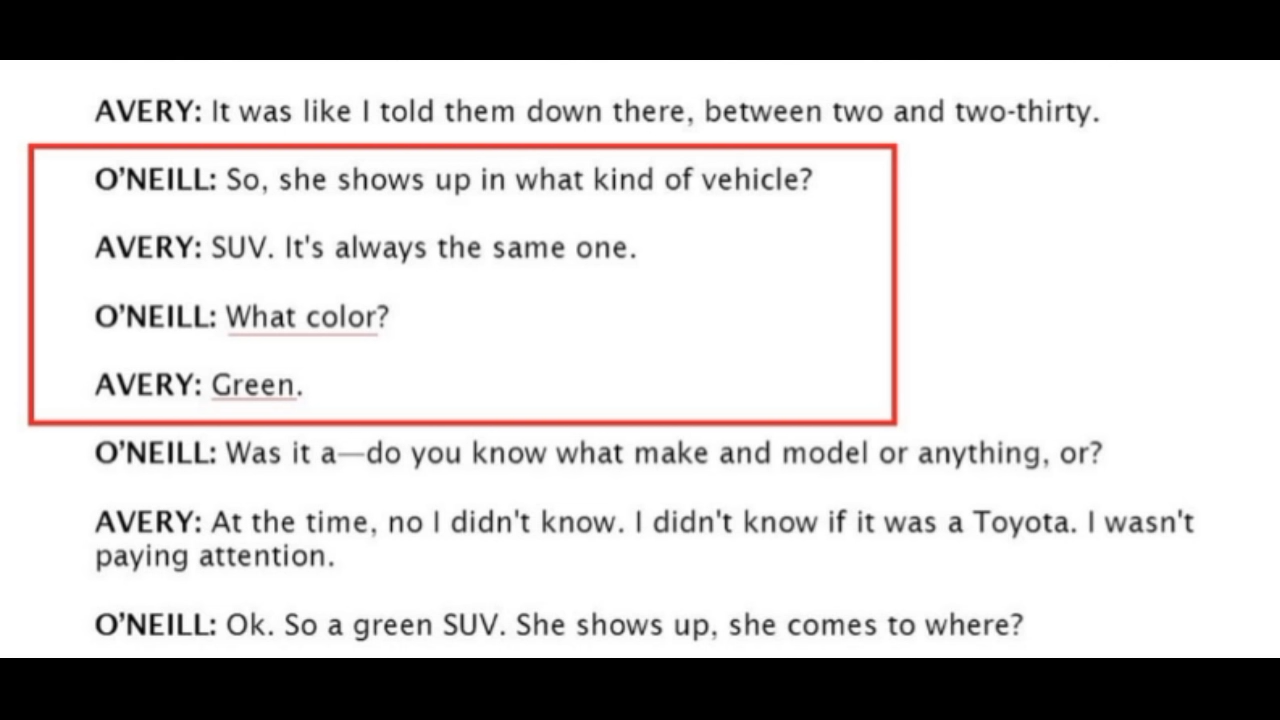 AVERY: It was like I told them down there, between two and two-thirty.
O’NEILL: So, she shows up in what kind of vehicle?
AVERY: SUV. It's always the same one.
O’NEILL: What color?
AVERY: Green.
O’NEILL: Was it a—do you know what make and model or anything, or?
AVERY: At the time, no I didn't know. I didn't know if it was a Toyota. I wasn't
paying attention.
O’NEILL: Ok. So a green SUV. She shows up, she comes to where?